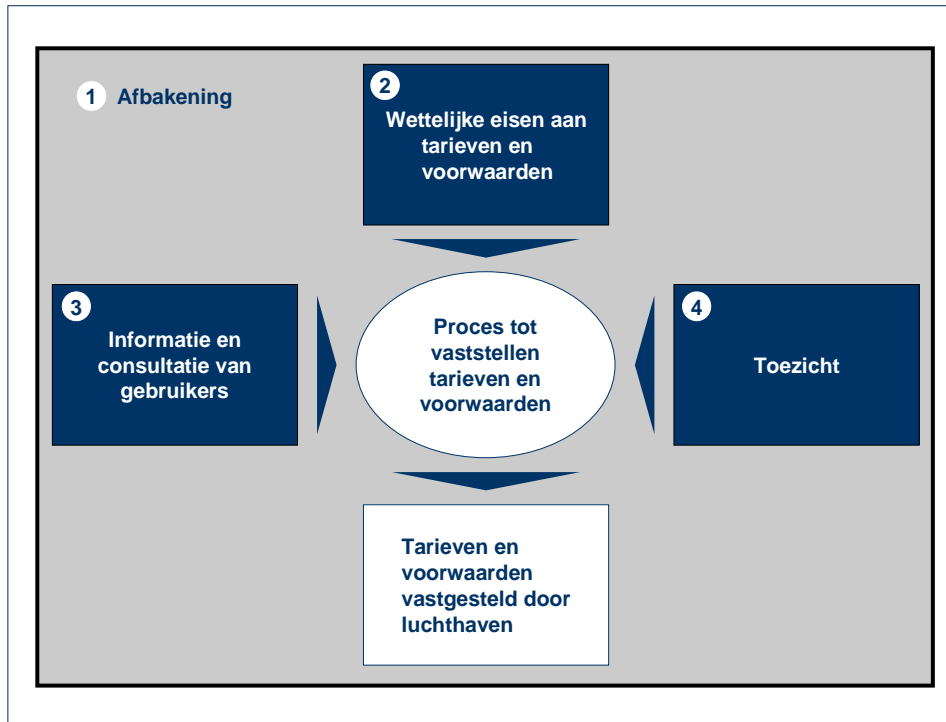 1 Afbakening
2
Wettelijke eisen aan
tarieven en
voorwaarden
3
Informatie en
consultatie van
gebruikers
Proces tot
vaststellen
tarieven en
voorwaarden
4
Toezicht
Tarieven en
voorwaarden
vastgesteld door
luchthaven